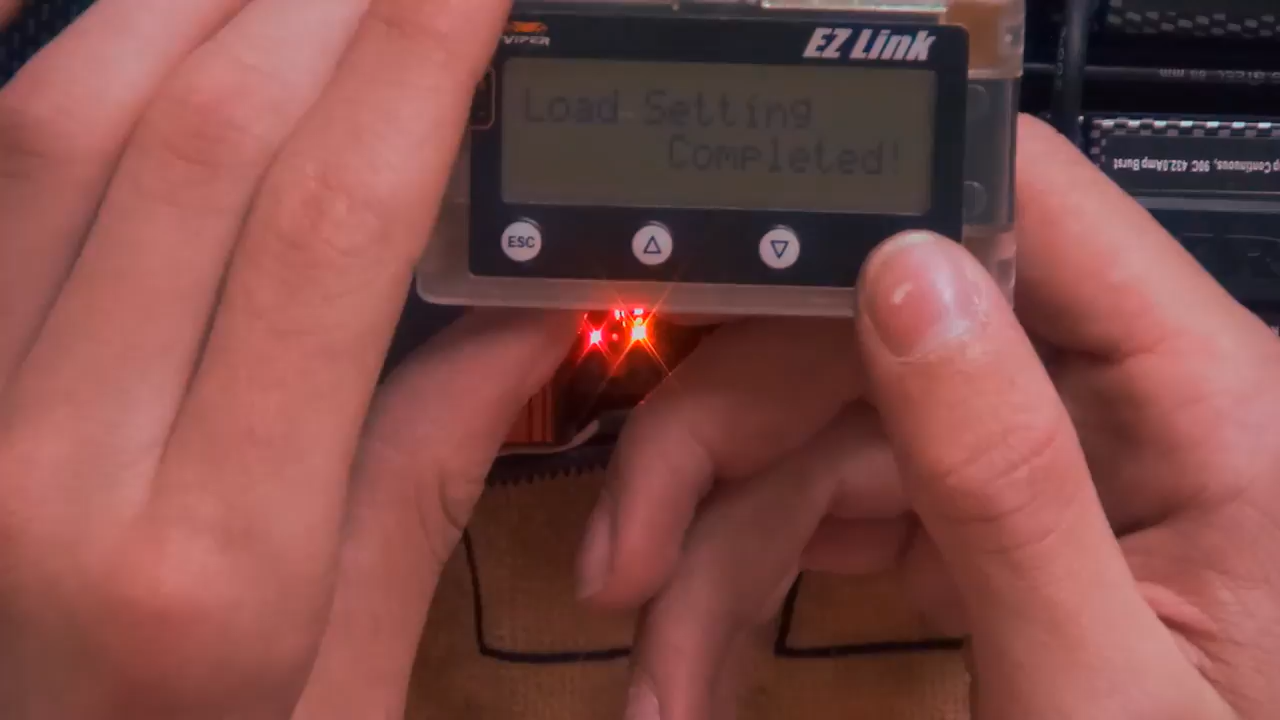 VIPER
EZ Link
Load Setting
Completed!
ESC
Continuous, 90C 432.0Amp Burst